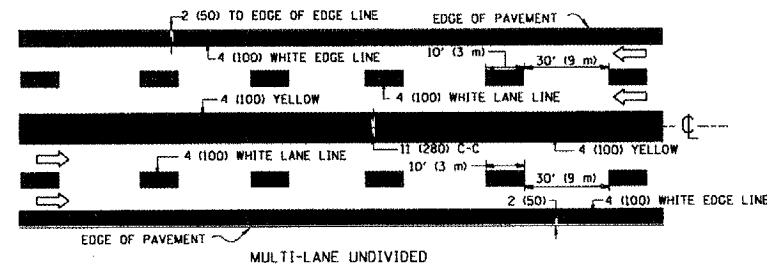 2 (50) TO EDGE OF EDGE LINE
EDGE OF PAVEMENT
4 (100) WHITE EDGE LINE
10' (3 m)
30' (9 m)
4 (100) YELLOW
4 (100) WHITE LANE LINE
℄
4 (100) WHITE LANE LINE
11 (280) C-C
4 (100) YELLOW
10' (3 m)
30' (9 m)
2 (50)
4 (100) WHITE EDGE LINE
EDGE OF PAVEMENT
MULTI-LANE UNDIVIDED